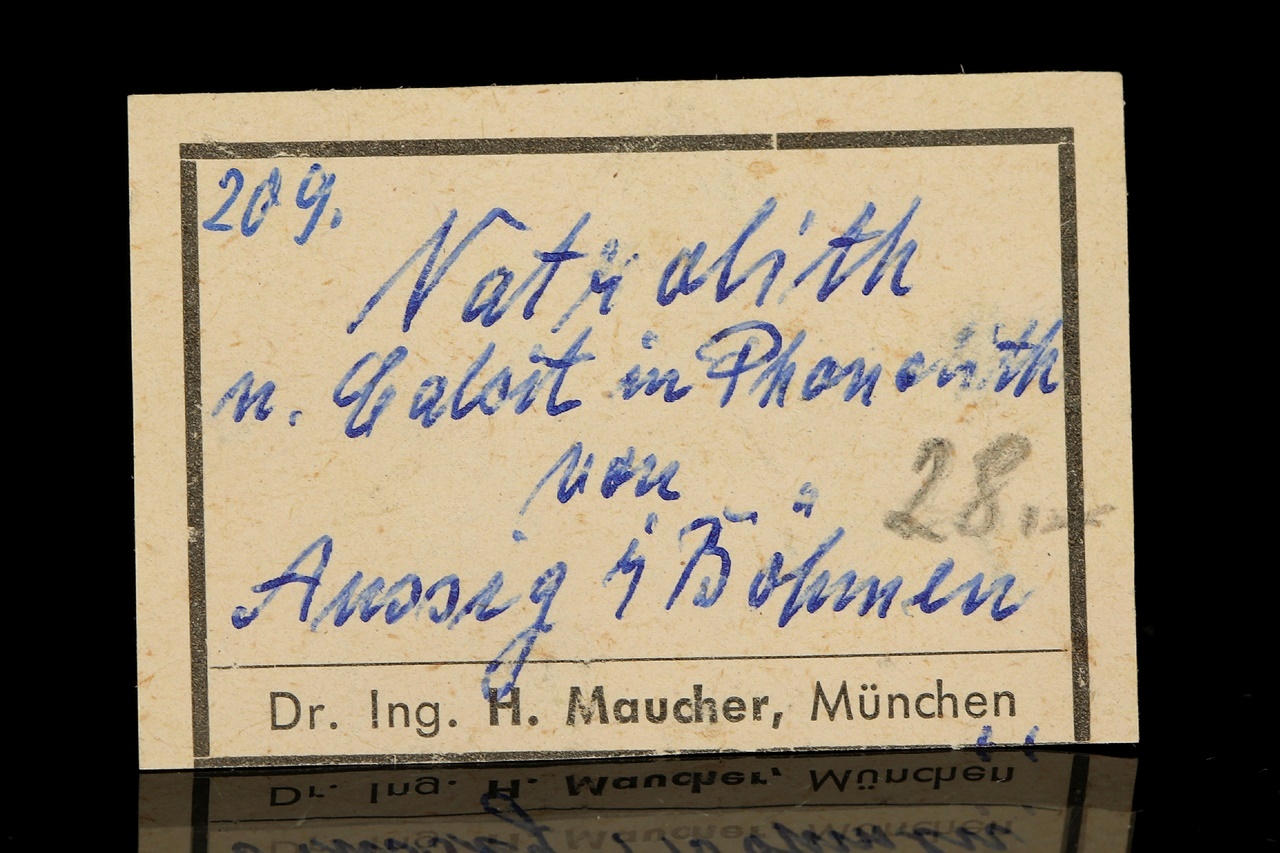 209.
Natrolith
u. Calcit in Phonolith
von
28.--
Aussig i Böhmen
Dr. Ing. H. Maucher, München